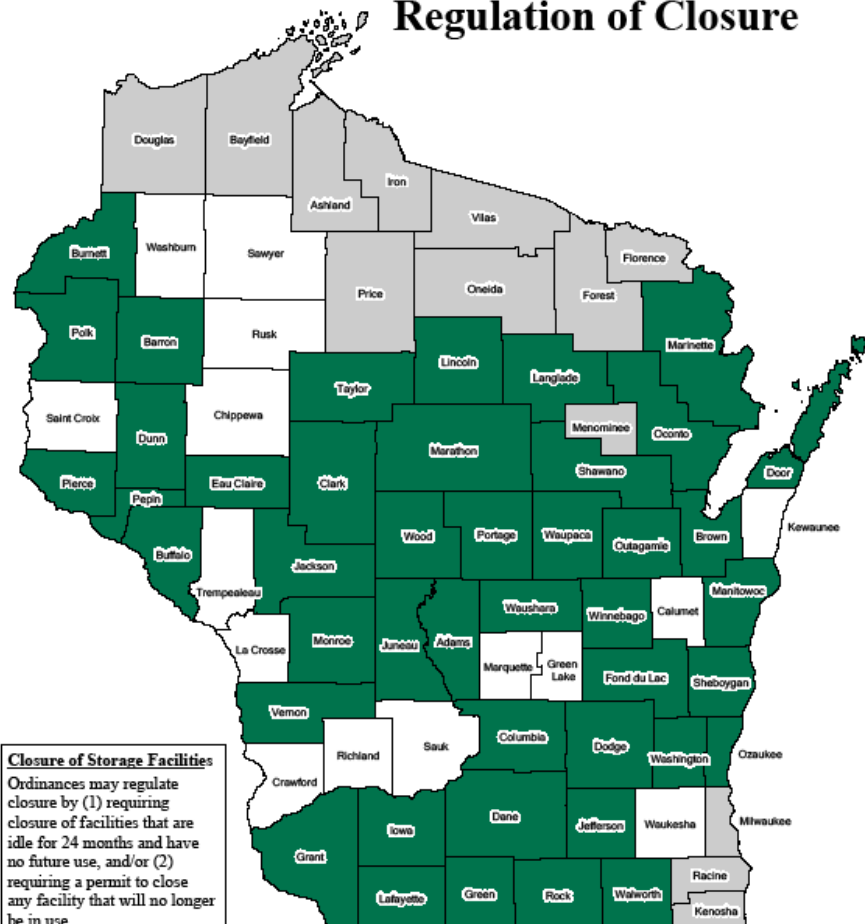 Regulation of Closure
Douglas
Bayfield
Ashland
Iron
Vilas
Burnett
Washburn
Sawyer
Price
Oneida
Forest
Florence
Polk
Barron
Rusk
Taylor
Lincoln
Langlade
Marinette
Saint Croix
Dunn
Chippewa
Marathon
Menominee
Oconto
Pierce
Pepin
Eau Claire
Clark
Shawano
Door
Buffalo
Trempealeau
Jackson
Wood
Portage
Waupaca
Outagamie
Brown
Kewaunee
La Crosse
Monroe
Juneau
Adams
Waushara
Winnebago
Calumet
Manitowoc
Marquette
Green
Lake
Fond du Lac
Sheboygan
Vernon
Richland
Sauk
Columbia
Dodge
Washington
Ozaukee
Crawford
Grant
Iowa
Dane
Jefferson
Waukesha
Milwaukee
Lafayette
Green
Rock
Walworth
Racine
Kenosha
Closure of Storage Facilities
Ordinances may regulate
closure by (1) requiring
closure of facilities that are
idle for 24 months and have
no future use, and/or (2)
requiring a permit to close
any facility that will no longer
be in use